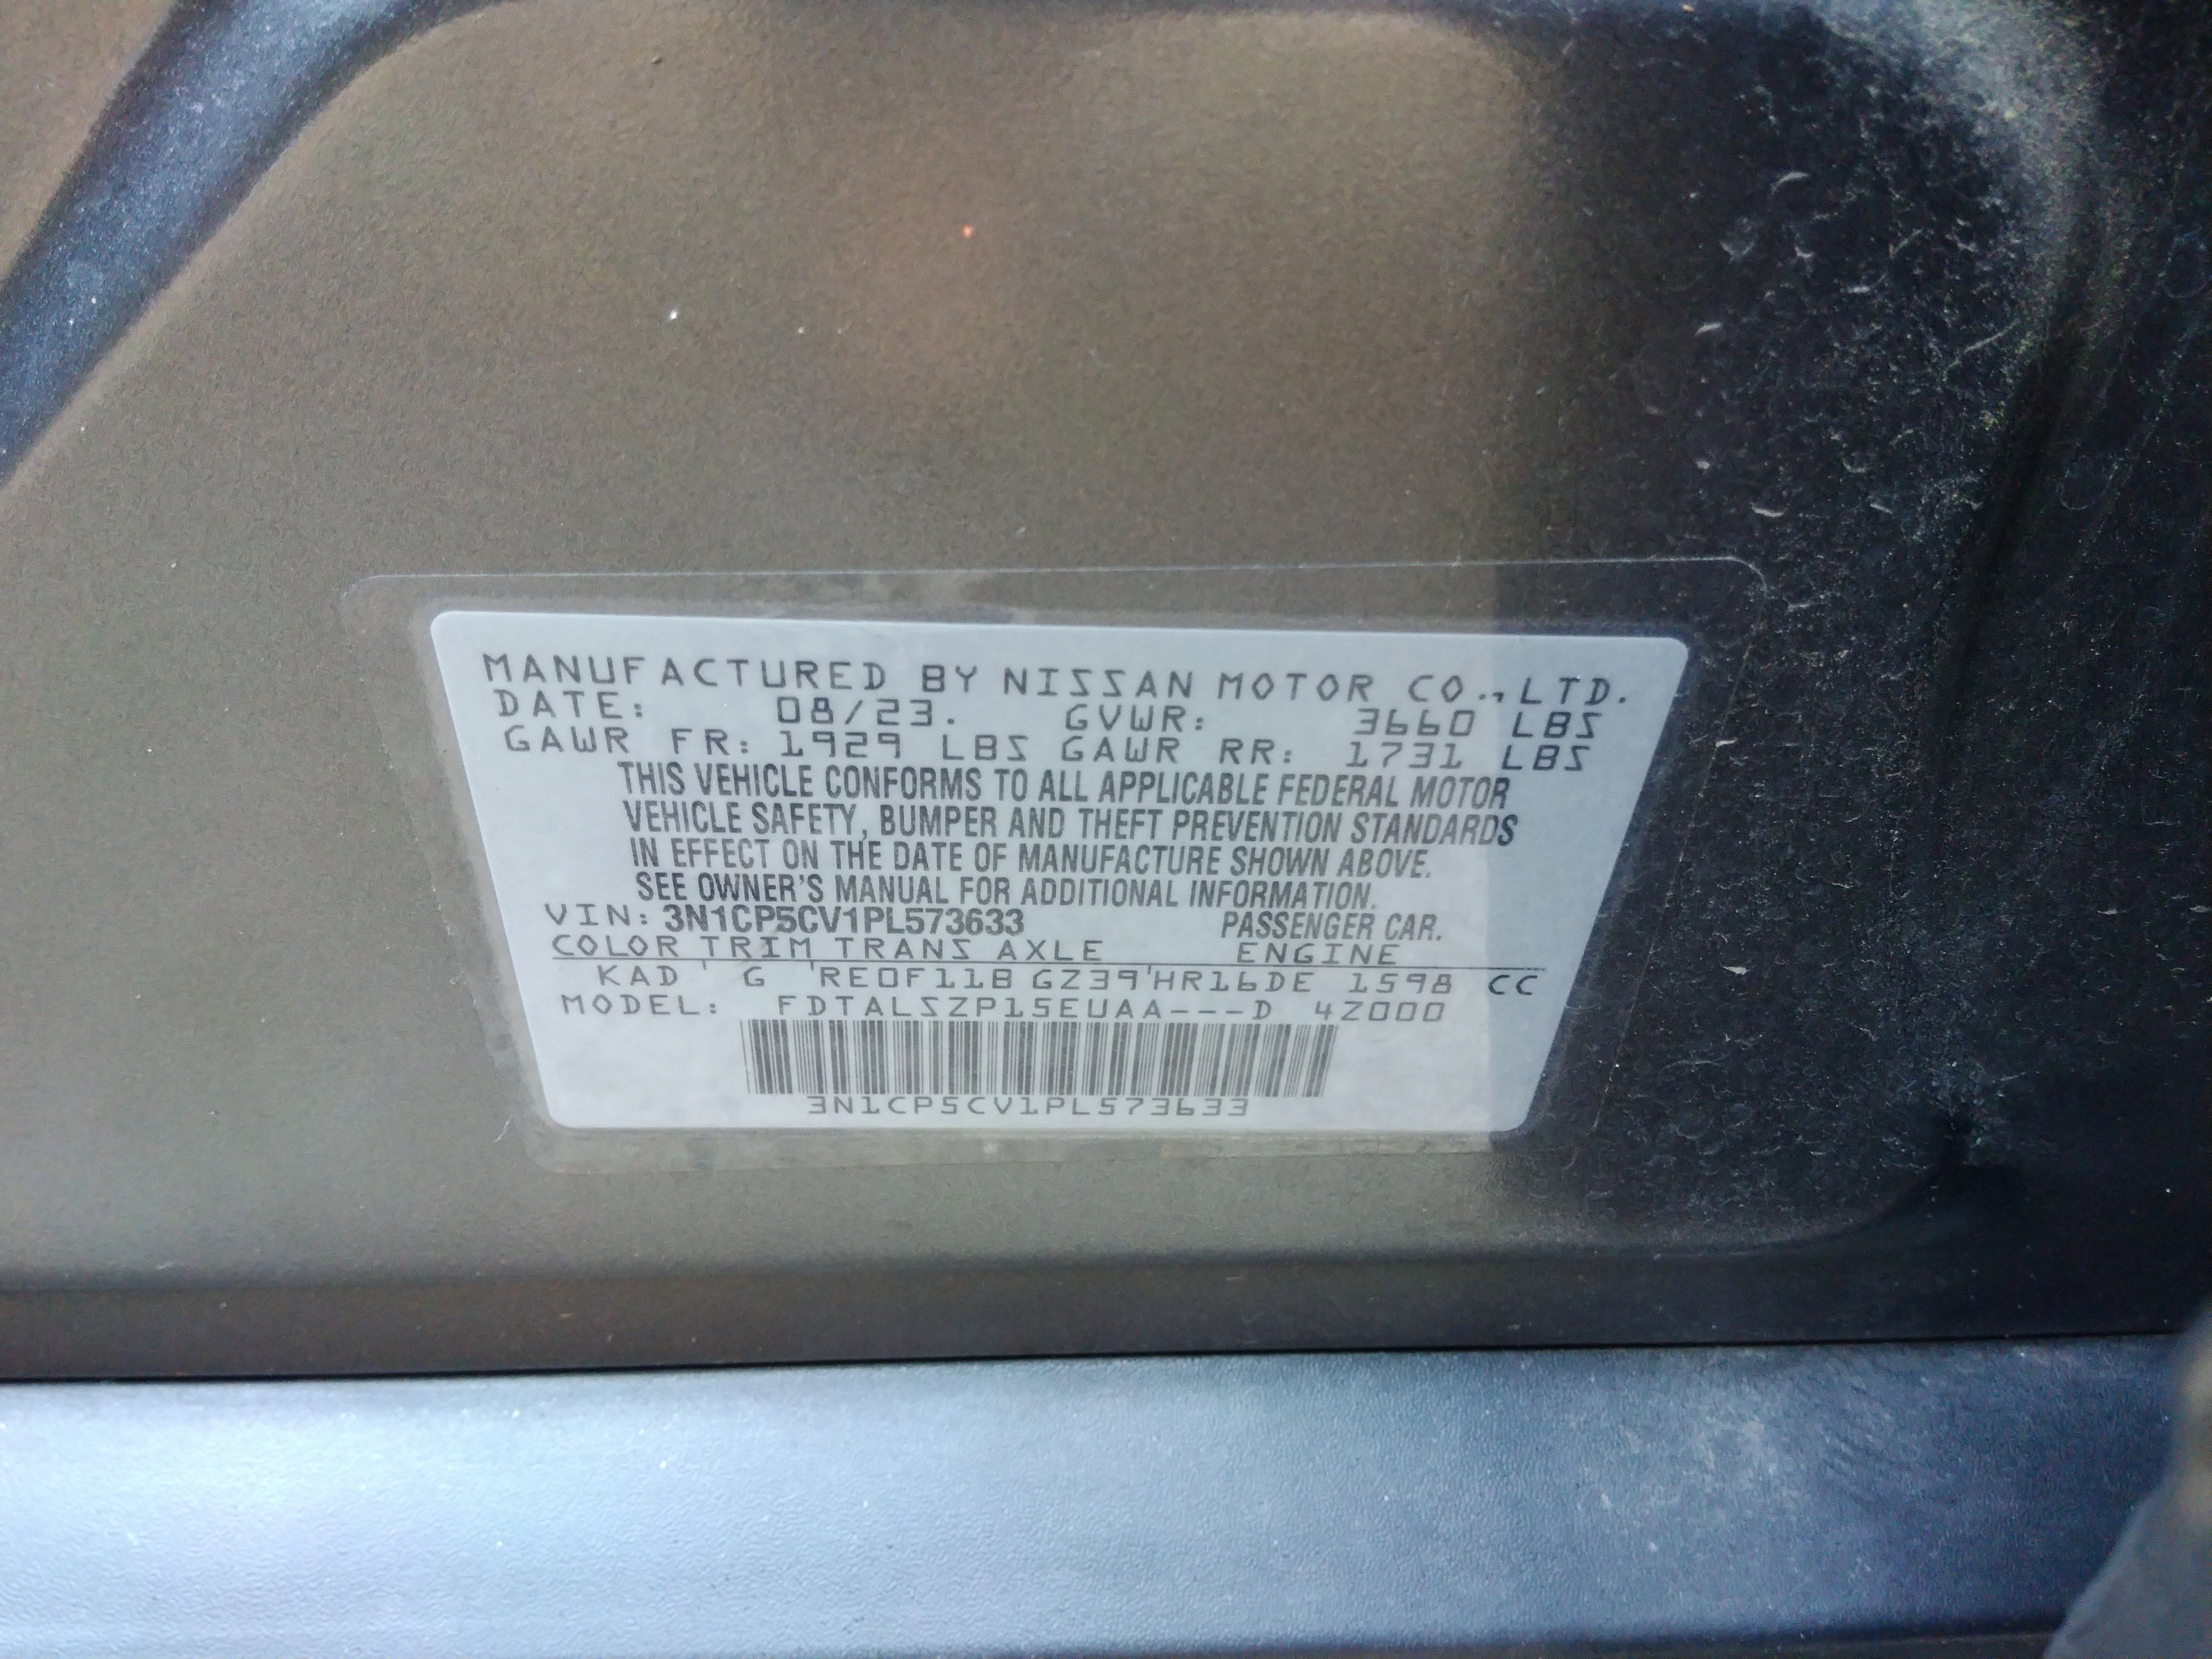 MANUFACTURED BY NISSAN MOTOR CO., LTD.
DATE: 08/23. GVWR: 3660 LBS
GAWR FR: 1929 LBS GAWR RR: 1731 LBS
THIS VEHICLE CONFORMS TO ALL APPLICABLE FEDERAL MOTOR
VEHICLE SAFETY, BUMPER AND THEFT PREVENTION STANDARDS
IN EFFECT ON THE DATE OF MANUFACTURE SHOWN ABOVE.
SEE OWNER'S MANUAL FOR ADDITIONAL INFORMATION.
VIN: 3N1CP5CV1PL573633 PASSENGER CAR.
COLOR TRIM TRANS AXLE ENGINE
KAD ' G 'RE0F11B GZ39'HR16DE 1598 CC
MODEL: FDTALSZP15EUAA---D 4Z000
3N1CP5CV1PL573633